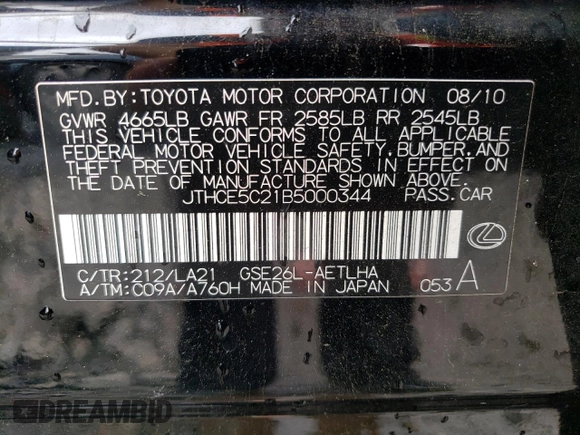 MFD.BY:TOYOTA MOTOR CORPORATION 08/10
GVWR 4665LB GAWR FR 2585LB RR 2545LB
THIS VEHICLE CONFORMS TO ALL APPLICABLE
FEDERAL MOTOR VEHICLE SAFETY,BUMPER,AND
THEFT PREVENTION STANDARDS IN EFFECT ON
THE DATE OF MANUFACTURE SHOWN ABOVE.
JTHCE5C21B5000344 PASS.CAR
C/TR:212/LA21 GSE26L-AETLHA
A/TM:C09A/A760H MADE IN JAPAN 053A
DREAMBID